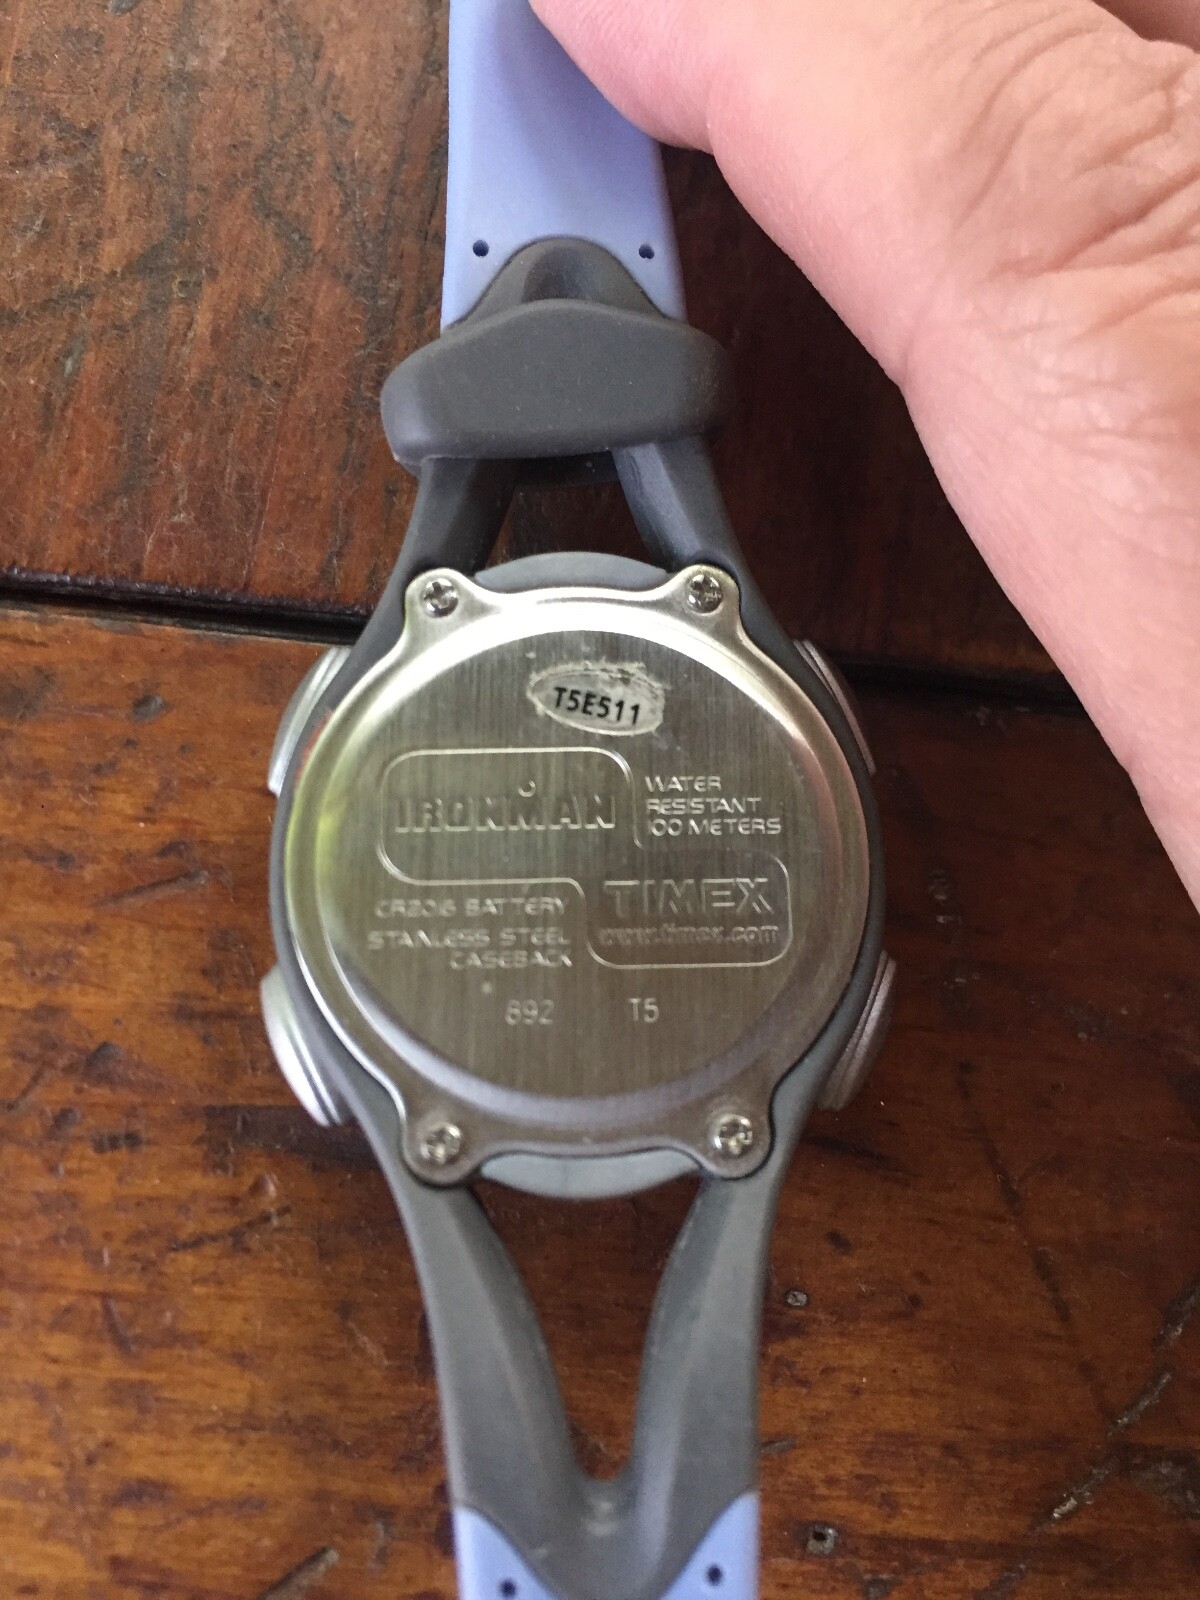 T5E511
IRONMAN
WATER
RESISTANT
100 METERS
CR2016 BATTERY
STAINLESS STEEL
CASEBACK
TIMEX
www.timex.com
892 T5